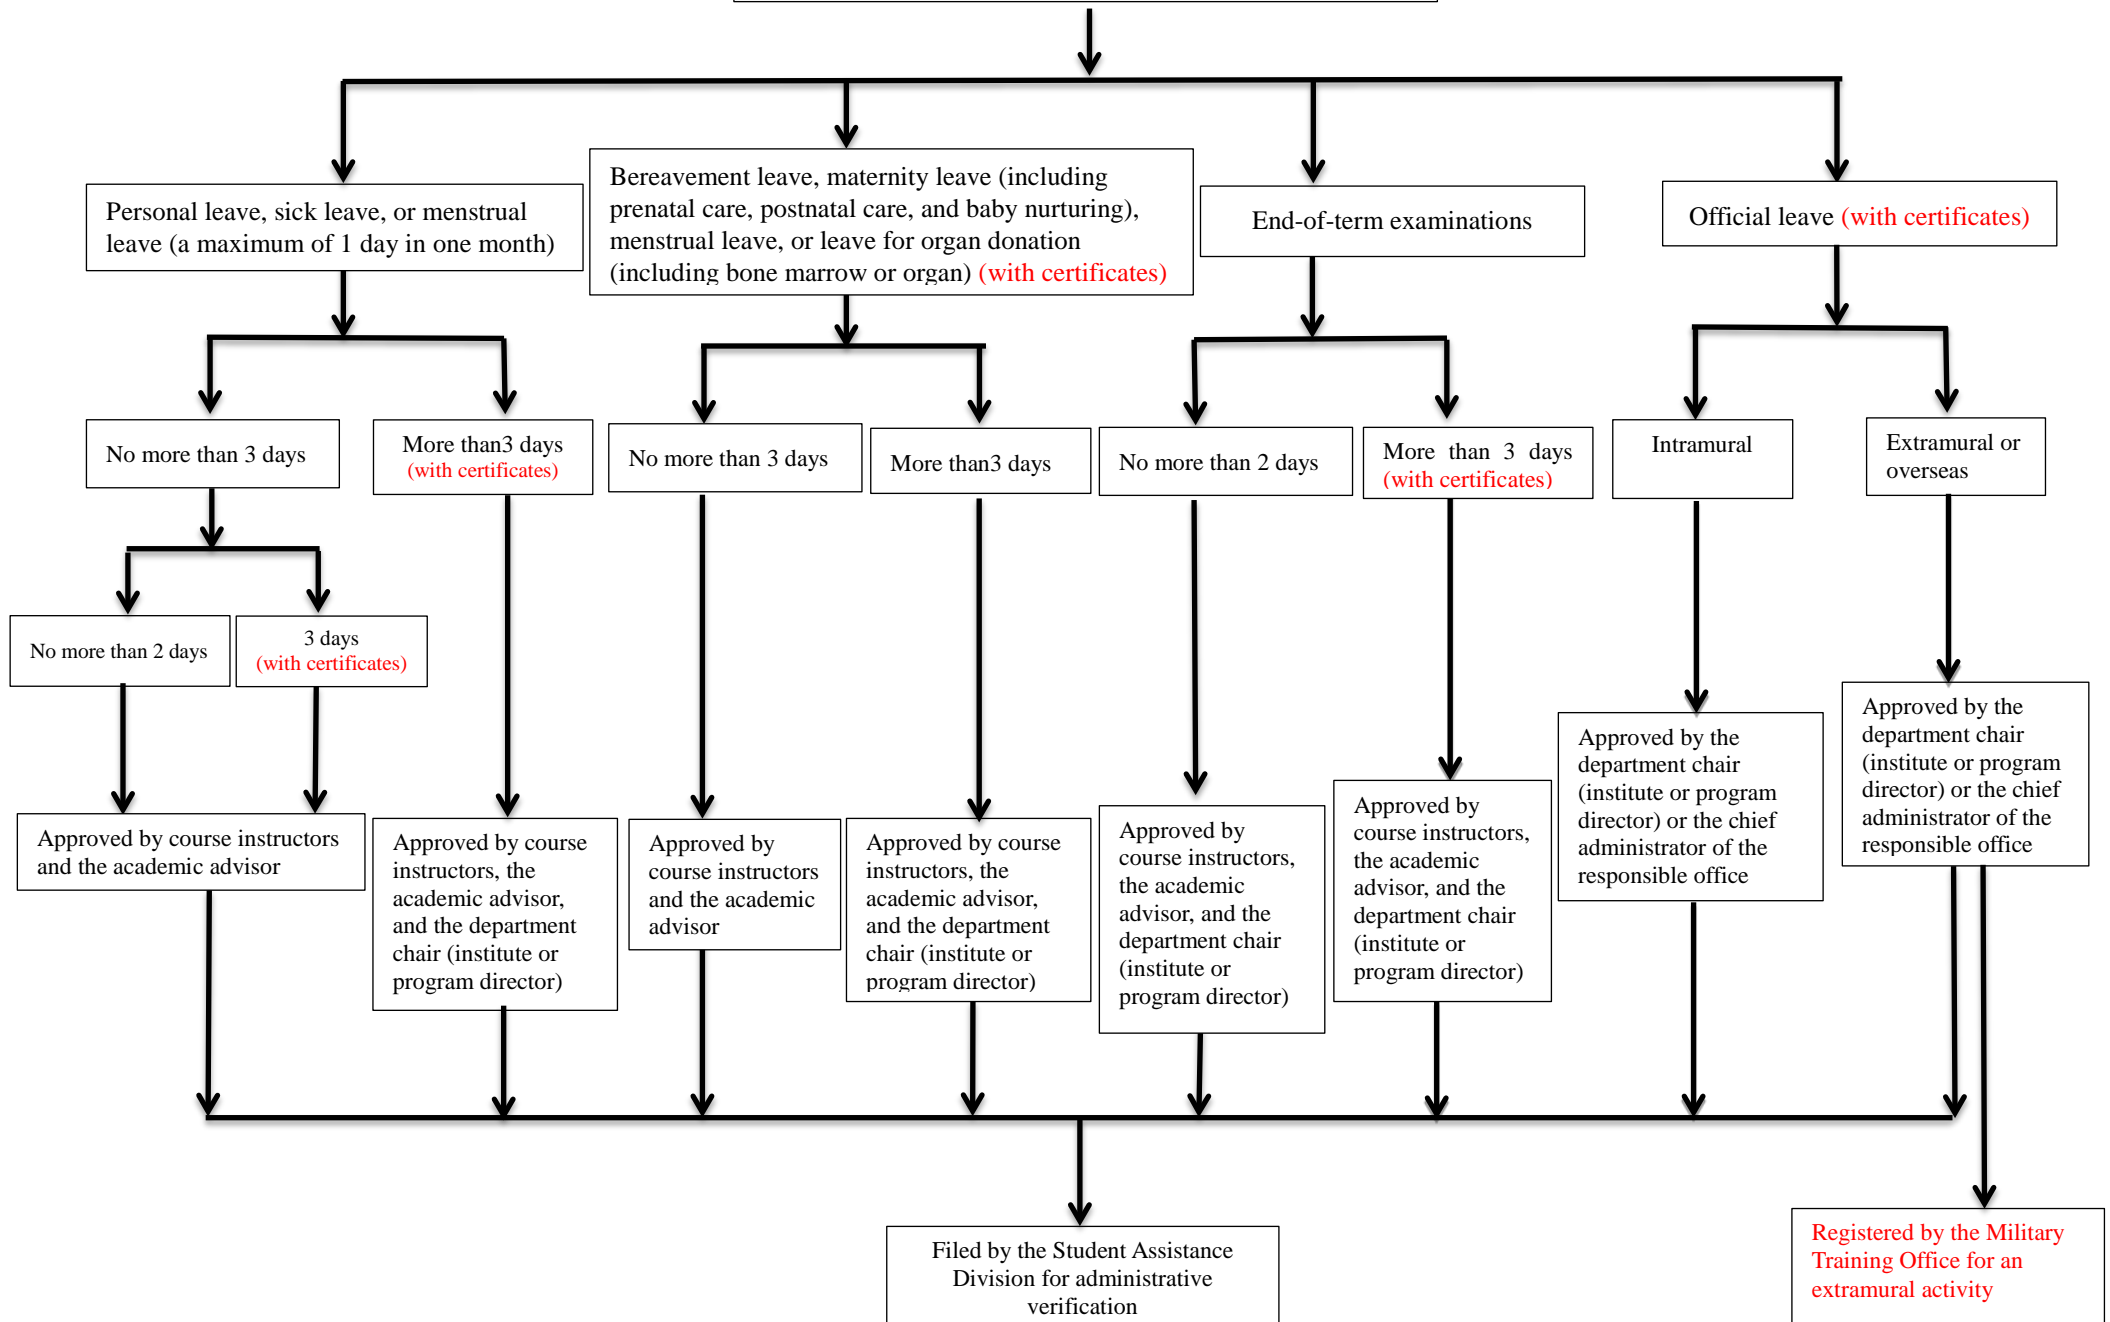 Personal leave, sick leave, or menstrual
leave (a maximum of 1 day in one month)
Bereavement leave, maternity leave (including
prenatal care, postnatal care, and baby nurturing),
menstrual leave, or leave for organ donation
(including bone marrow or organ) (with certificates)
End-of-term examinations
Official leave (with certificates)
No more than 3 days
More than3 days
(with certificates)
No more than 3 days
More than3 days
No more than 2 days
More than 3 days
(with certificates)
Intramural
Extramural or
overseas
No more than 2 days
3 days
(with certificates)
Approved by course instructors
and the academic advisor
Approved by course
instructors, the
academic advisor,
and the department
chair (institute or
program director)
Approved by
course instructors
and the academic
advisor
Approved by course
instructors, the
academic advisor,
and the department
chair (institute or
program director)
Approved by
course instructors,
the academic
advisor, and the
department chair
(institute or
program director)
Approved by
course instructors,
the academic
advisor, and the
department chair
(institute or
program director)
Approved by the
department chair
(institute or program
director) or the chief
administrator of the
responsible office
Approved by the
department chair
(institute or program
director) or the chief
administrator of the
responsible office
Filed by the Student Assistance
Division for administrative
verification
Registered by the Military
Training Office for an
extramural activity